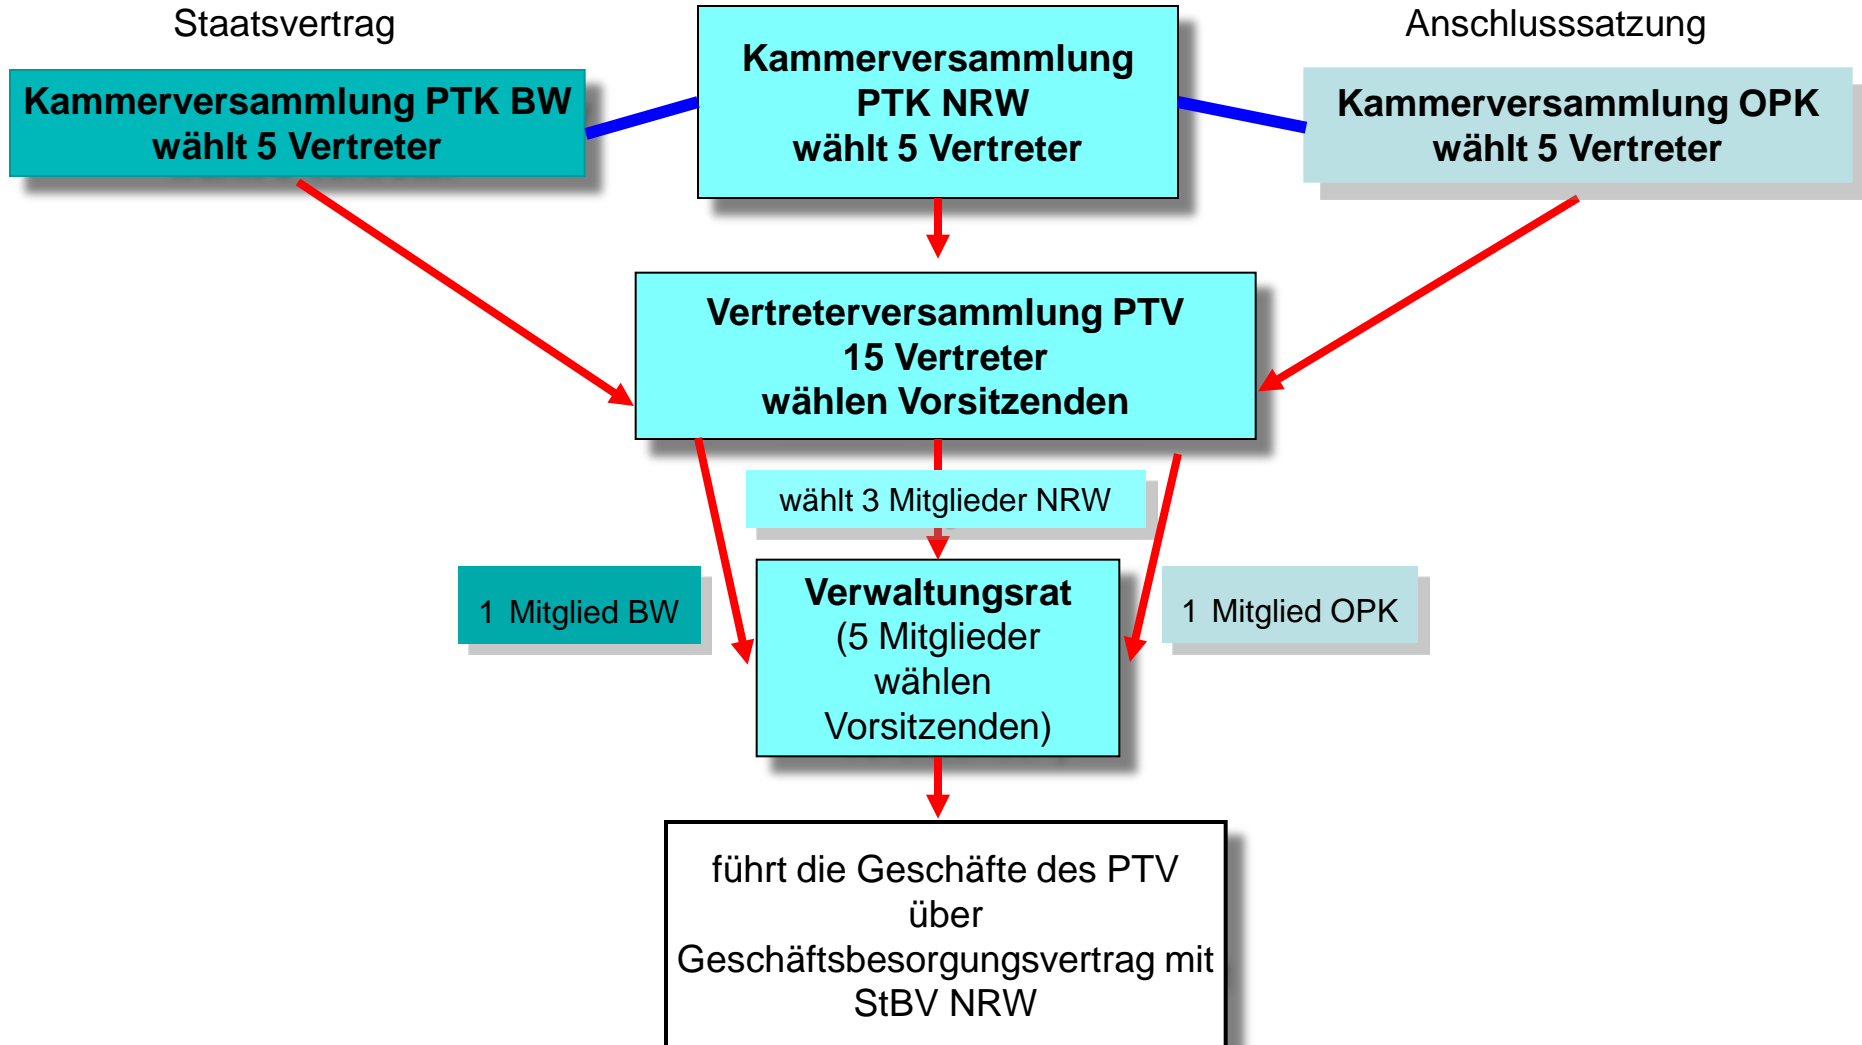 Staatsvertrag
Anschlusssatzung
Kammerversammlung PTK BW
wählt 5 Vertreter
Kammerversammlung
PTK NRW
wählt 5 Vertreter
Kammerversammlung OPK
wählt 5 Vertreter
Vertreterversammlung PTV
15 Vertreter
wählen Vorsitzenden
wählt 3 Mitglieder NRW
1 Mitglied BW
Verwaltungsrat
(5 Mitglieder
wählen
Vorsitzenden)
1 Mitglied OPK
führt die Geschäfte des PTV
über
Geschäftsbesorgungsvertrag mit
StBV NRW